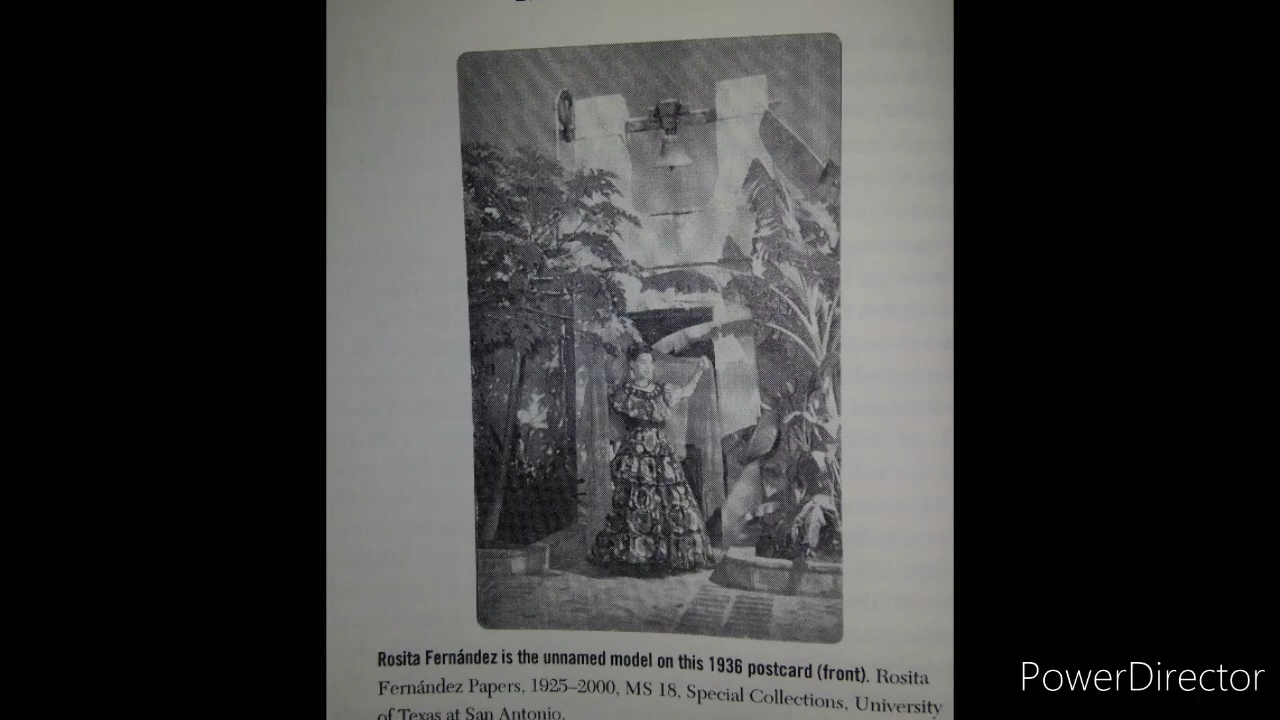 Rosita Fernández is the unnamed model on this 1936 postcard (front). Rosita
Fernández Papers, 1925–2000, MS 18, Special Collections, University
of Texas at San Antonio.
PowerDirector